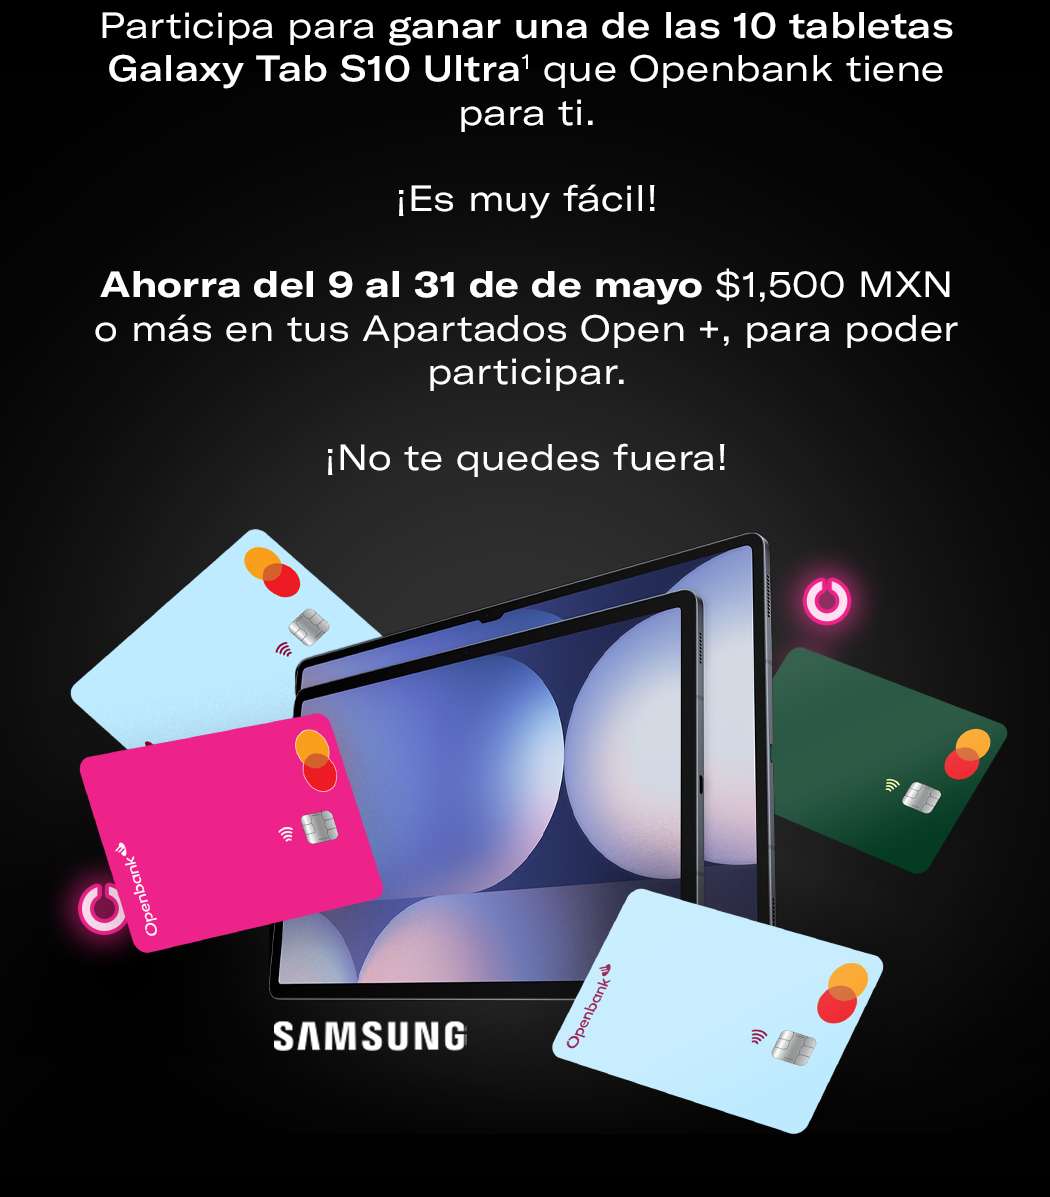 Participa para ganar una de las 10 tabletas
Galaxy Tab S10 Ultra¹ que Openbank tiene
para ti.
¡Es muy fácil!
Ahorra del 9 al 31 de de mayo $1,500 MXN
o más en tus Apartados Open +, para poder
participar.
¡No te quedes fuera!
Openbank
Openbank
SAMSUNG